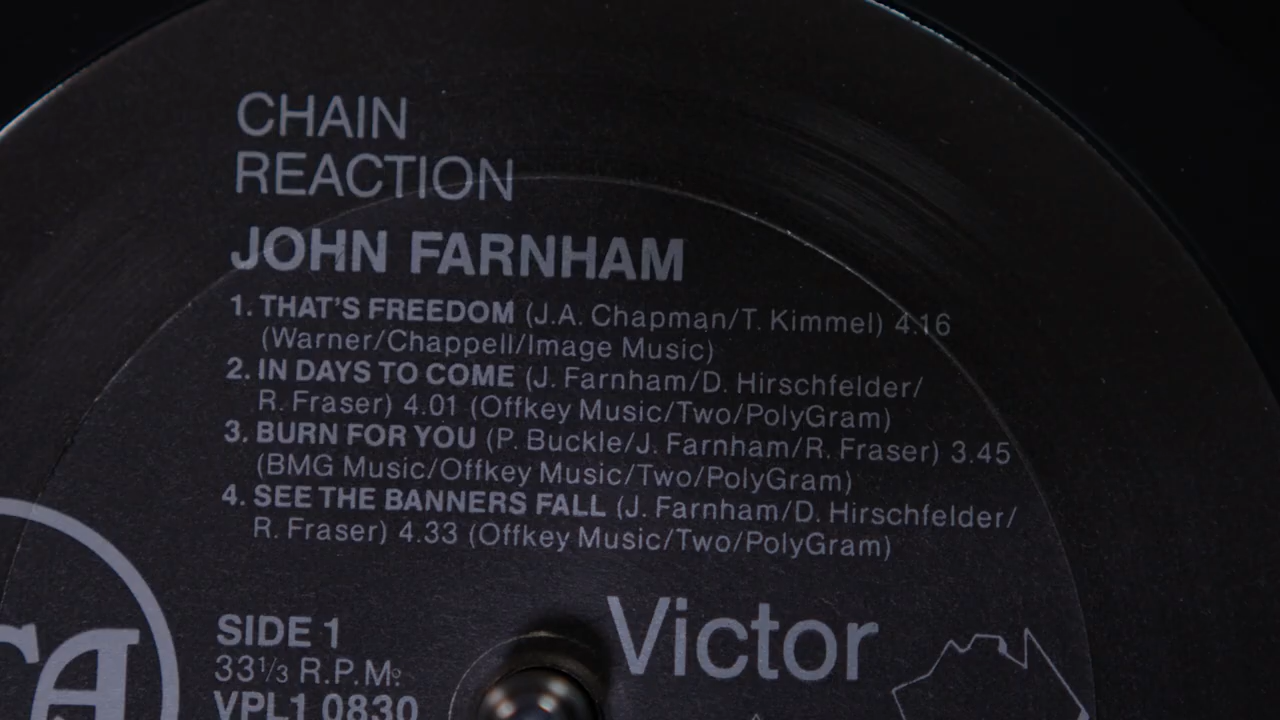 CHAIN
REACTION
JOHN FARNHAM
1. THAT'S FREEDOM (J.A. Chapman/T. Kimmel) 4.16
(Warner/Chappell/Image Music)
2. IN DAYS TO COME (J. Farnham/D. Hirschfelder/
R. Fraser) 4.01 (Offkey Music/Two/PolyGram)
3. BURN FOR YOU (P. Buckle/J. Farnham/R. Fraser) 3.45
(BMG Music/Offkey Music/Two/PolyGram)
4. SEE THE BANNERS FALL (J. Farnham/D. Hirschfelder/
R. Fraser) 4.33 (Offkey Music/Two/PolyGram)
SIDE 1
33⅓ R.P.M.
VPL1 0830
Victor